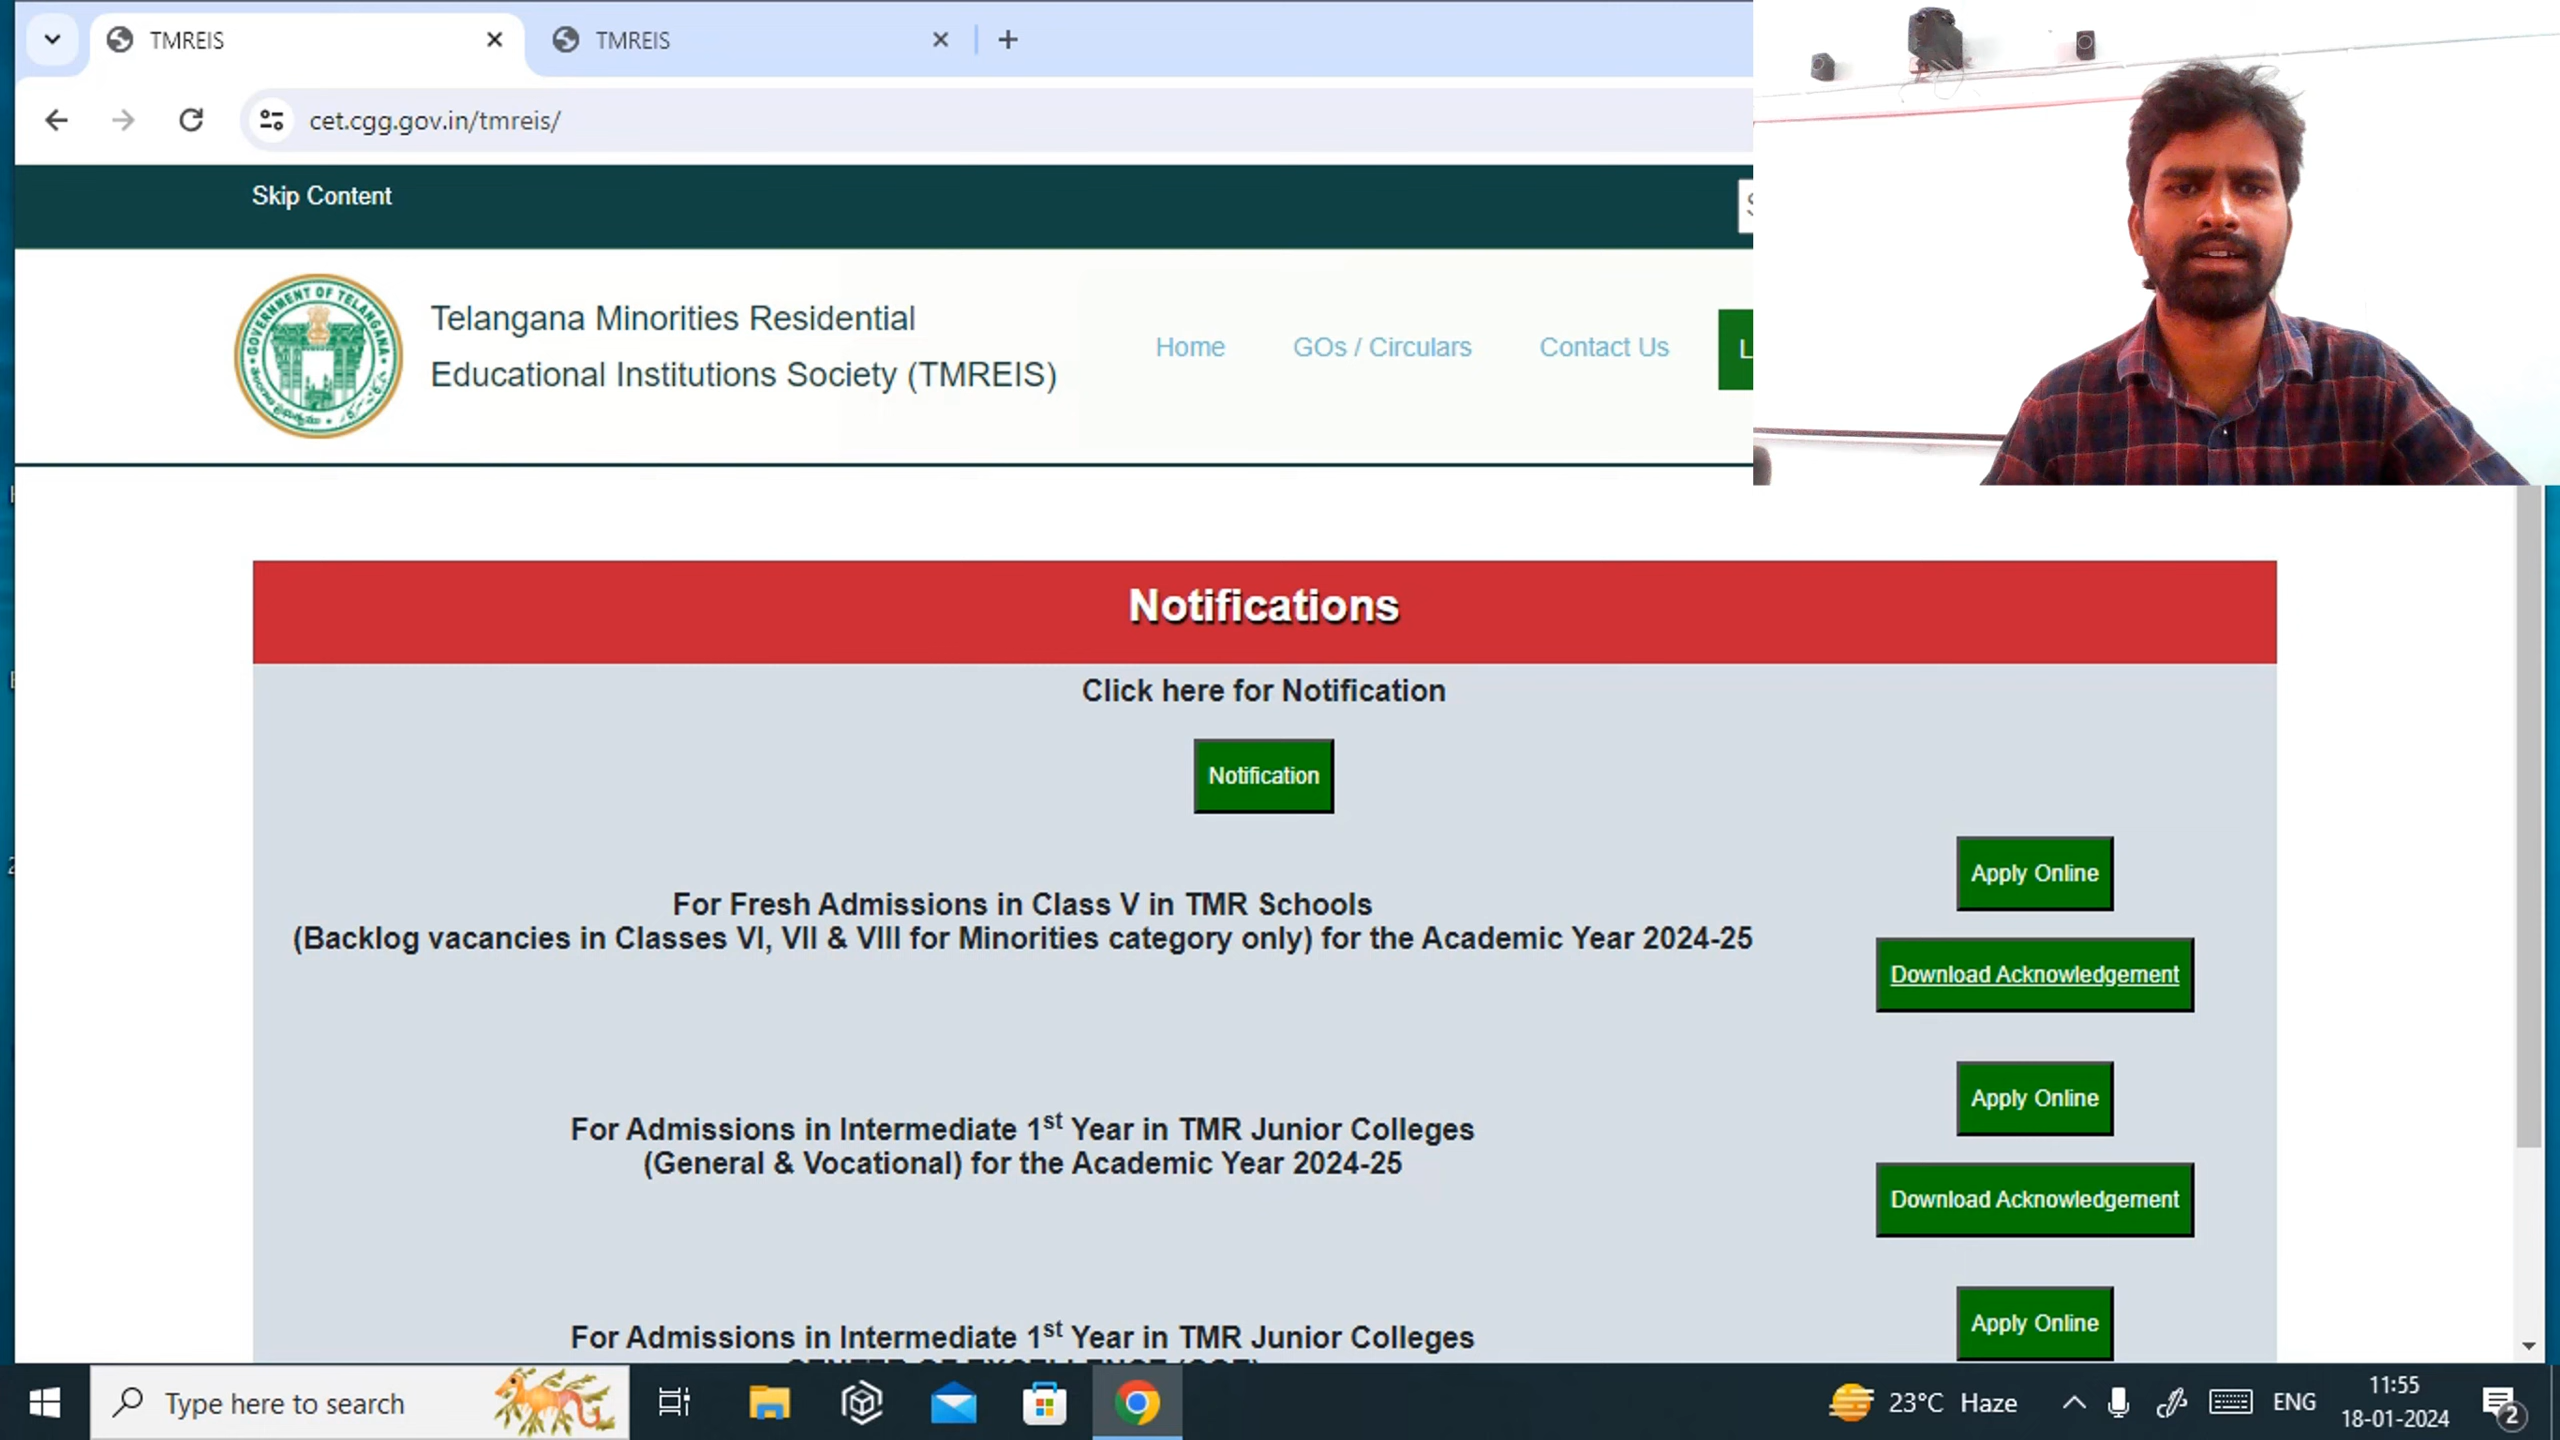 TMREIS
TMREIS
cet.cgg.gov.in/tmreis/
Skip Content
GOVERNMENT OF TELANGANA
Telangana Minorities Residential
Educational Institutions Society (TMREIS)
Home
GOs / Circulars
Contact Us
L
Notifications
Click here for Notification
Notification
For Fresh Admissions in Class V in TMR Schools
(Backlog vacancies in Classes VI, VII & VIII for Minorities category only) for the Academic Year 2024-25
Apply Online
Download Acknowledgement
For Admissions in Intermediate 1st Year in TMR Junior Colleges
(General & Vocational) for the Academic Year 2024-25
Apply Online
Download Acknowledgement
For Admissions in Intermediate 1st Year in TMR Junior Colleges
Apply Online
Type here to search
23°C Haze
ENG
11:55
18-01-2024
2